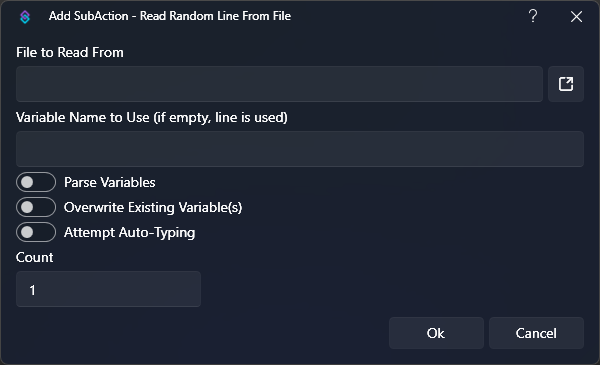 Add SubAction - Read Random Line From File
?
File to Read From
Variable Name to Use (if empty, line is used)
Parse Variables
Overwrite Existing Variable(s)
Attempt Auto-Typing
Count
1
Ok Cancel